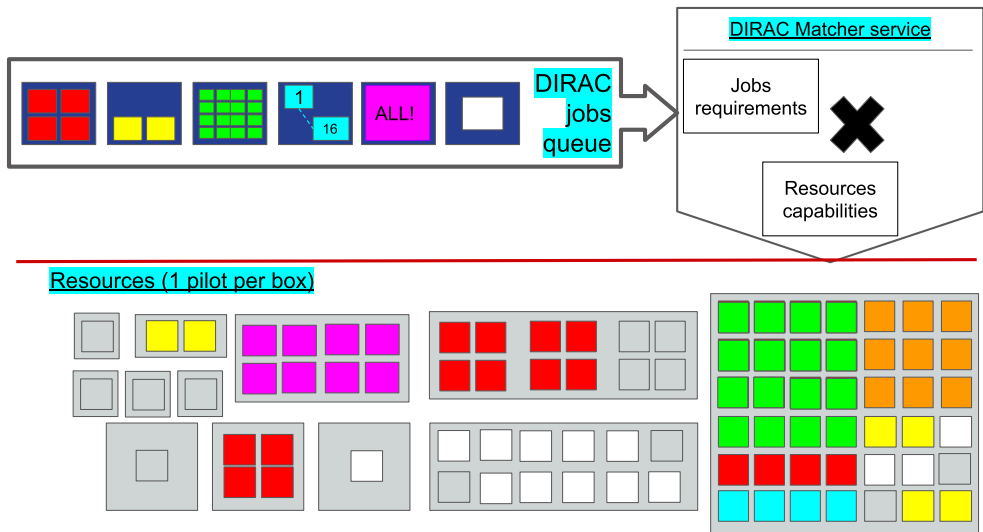 DIRAC Matcher service
1
16
ALL!
DIRAC
jobs
queue
Jobs
requirements
Resources
capabilities
Resources (1 pilot per box)